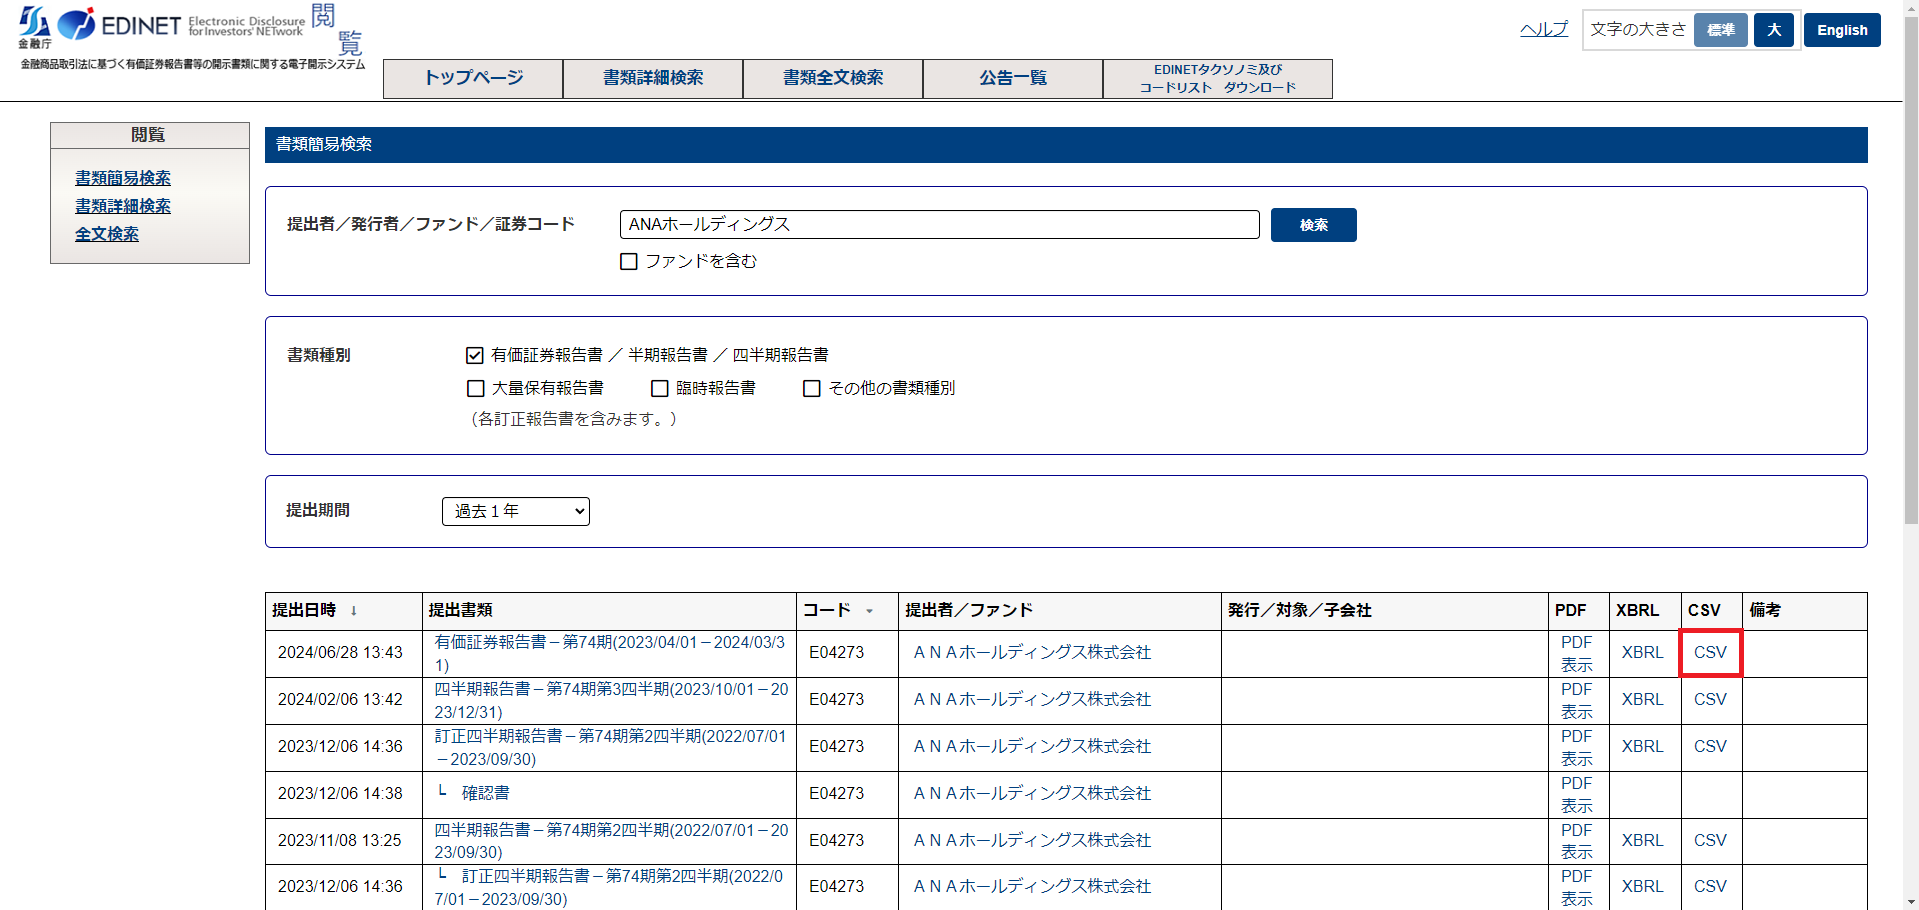 金融庁
EDINET
Electronic Disclosure
for Investors' NETwork
閲覧
金融商品取引法に基づく有価証券報告書等の開示書類に関する電子開示システム
ヘルプ
文字の大きさ 標準 大 English
トップページ 書類詳細検索 書類全文検索 公告一覧 EDINETタクソノミ及び
コードリスト ダウンロード
閲覧
書類簡易検索
書類詳細検索
全文検索
書類簡易検索
提出者／発行者／ファンド／証券コード ANAホールディングス 検索
ファンドを含む
書類種別 有価証券報告書 ／ 半期報告書 ／ 四半期報告書
大量保有報告書 臨時報告書 その他の書類種別
（各訂正報告書を含みます。）
提出期間 過去１年
提出日時 ↓ 提出書類 コード 提出者／ファンド 発行／対象／子会社 PDF XBRL CSV 備考
2024/06/28 13:43 有価証券報告書－第74期(2023/04/01－2024/03/3
1) E04273 ＡＮＡホールディングス株式会社 PDF
表示 XBRL CSV
2024/02/06 13:42 四半期報告書－第74期第3四半期(2023/10/01－20
23/12/31) E04273 ＡＮＡホールディングス株式会社 PDF
表示 XBRL CSV
2023/12/06 14:36 訂正四半期報告書－第74期第2四半期(2022/07/01
－2023/09/30) E04273 ＡＮＡホールディングス株式会社 PDF
表示 XBRL CSV
2023/12/06 14:38 └ 確認書 E04273 ＡＮＡホールディングス株式会社 PDF
表示
2023/11/08 13:25 四半期報告書－第74期第2四半期(2022/07/01－20
23/09/30) E04273 ＡＮＡホールディングス株式会社 PDF
表示 XBRL CSV
2023/12/06 14:36 └ 訂正四半期報告書－第74期第2四半期(2022/0
7/01－2023/09/30) E04273 ＡＮＡホールディングス株式会社 PDF
表示 XBRL CSV